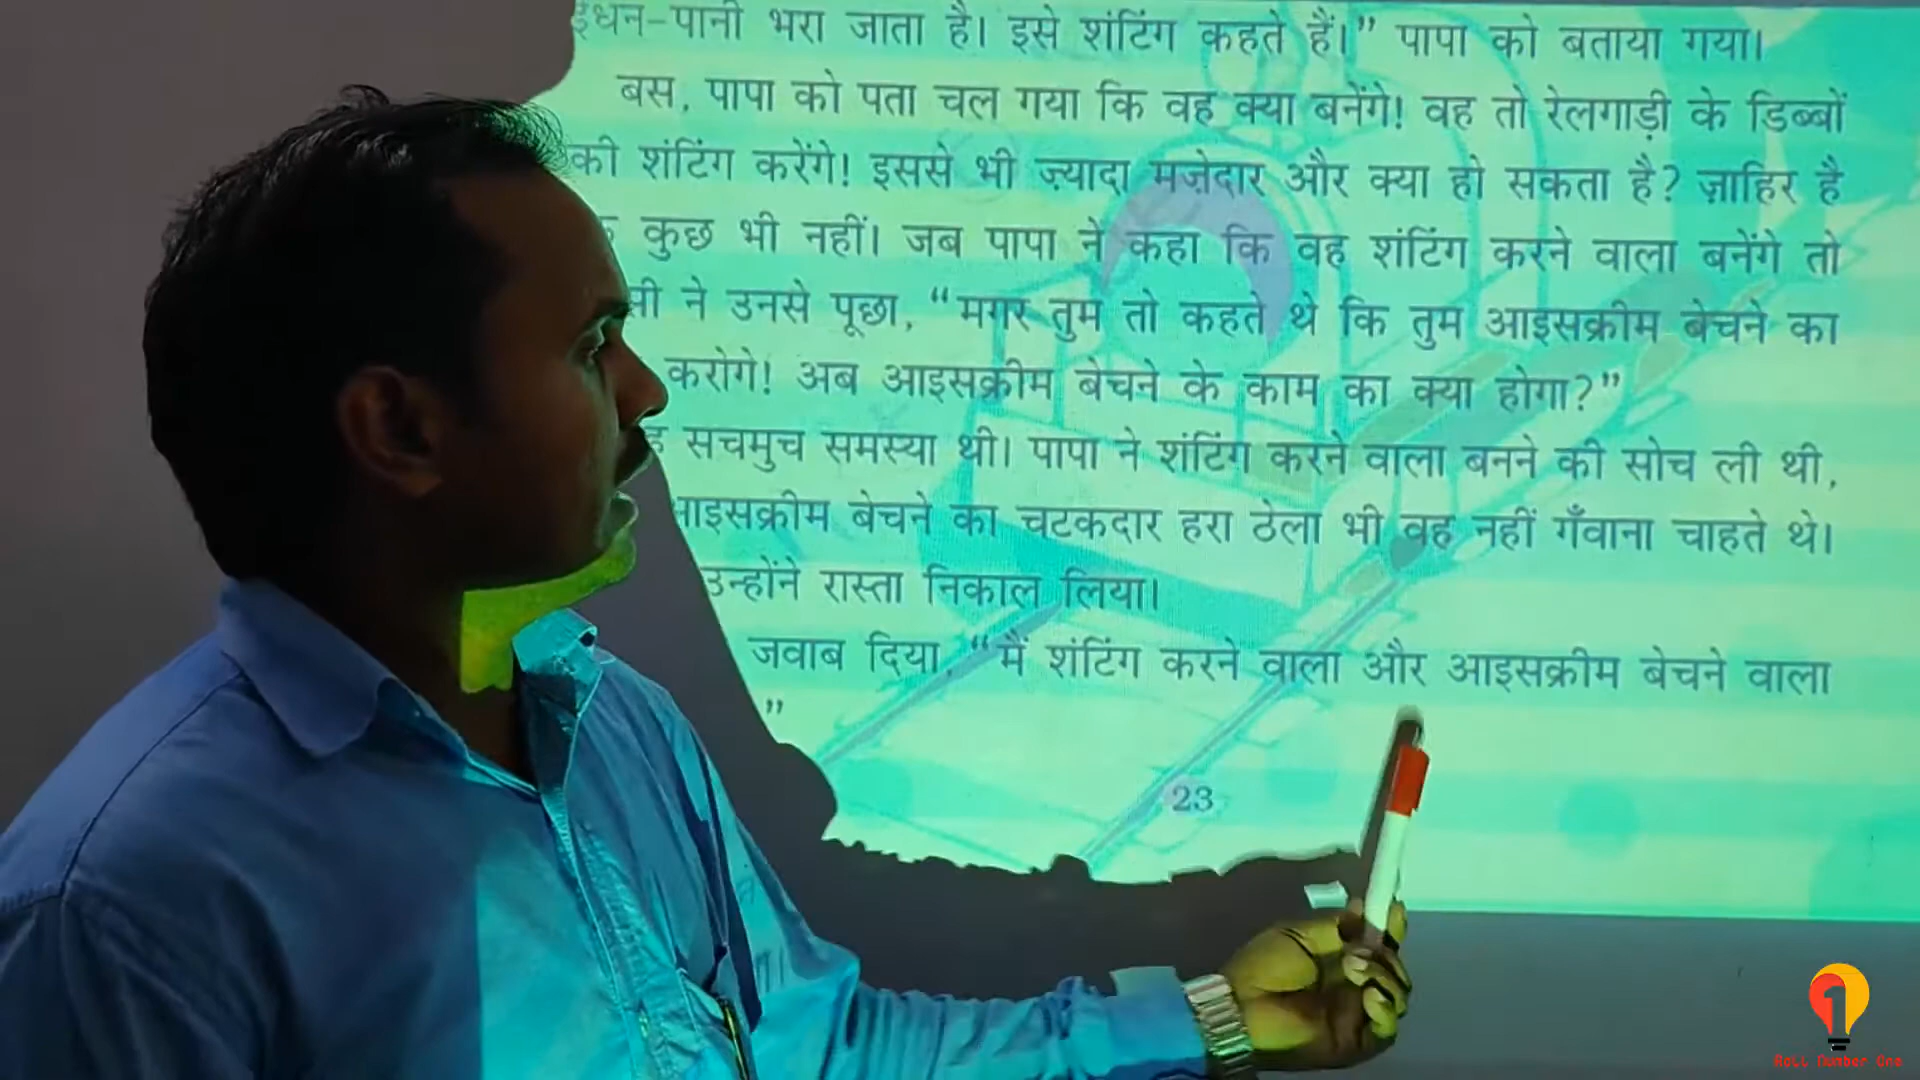 ईंधन-पानी भरा जाता है। इसे शंटिंग कहते हैं।” पापा को बताया गया।
बस, पापा को पता चल गया कि वह क्या बनेंगे! वह तो रेलगाड़ी के डिब्बों
की शंटिंग करेंगे! इससे भी ज़्यादा मज़ेदार और क्या हो सकता है? ज़ाहिर है
कुछ भी नहीं। जब पापा ने कहा कि वह शंटिंग करने वाला बनेंगे तो
ने उनसे पूछा, “मगर तुम तो कहते थे कि तुम आइसक्रीम बेचने का
करोगे! अब आइसक्रीम बेचने के काम का क्या होगा?”
सचमुच समस्या थी। पापा ने शंटिंग करने वाला बनने की सोच ली थी,
आइसक्रीम बेचने का चटकदार हरा ठेला भी वह नहीं गँवाना चाहते थे।
उन्होंने रास्ता निकाल लिया।
जवाब दिया, “मैं शंटिंग करने वाला और आइसक्रीम बेचने वाला
”
23
1
Roll Number One